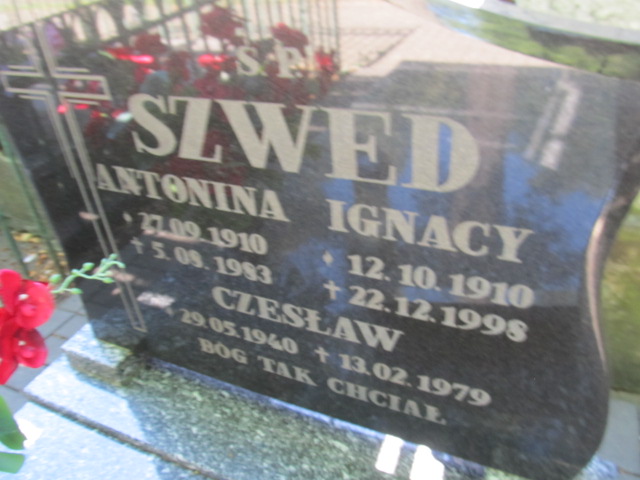 Ś P
SZWED
ANTONINA IGNACY
* 27.09.1910 * 12.10.1910
✝ 5.08.1983 ✝ 22.12.1998
CZESŁAW
* 29.05.1940 ✝ 13.02.1979
BÓG TAK CHCIAŁ